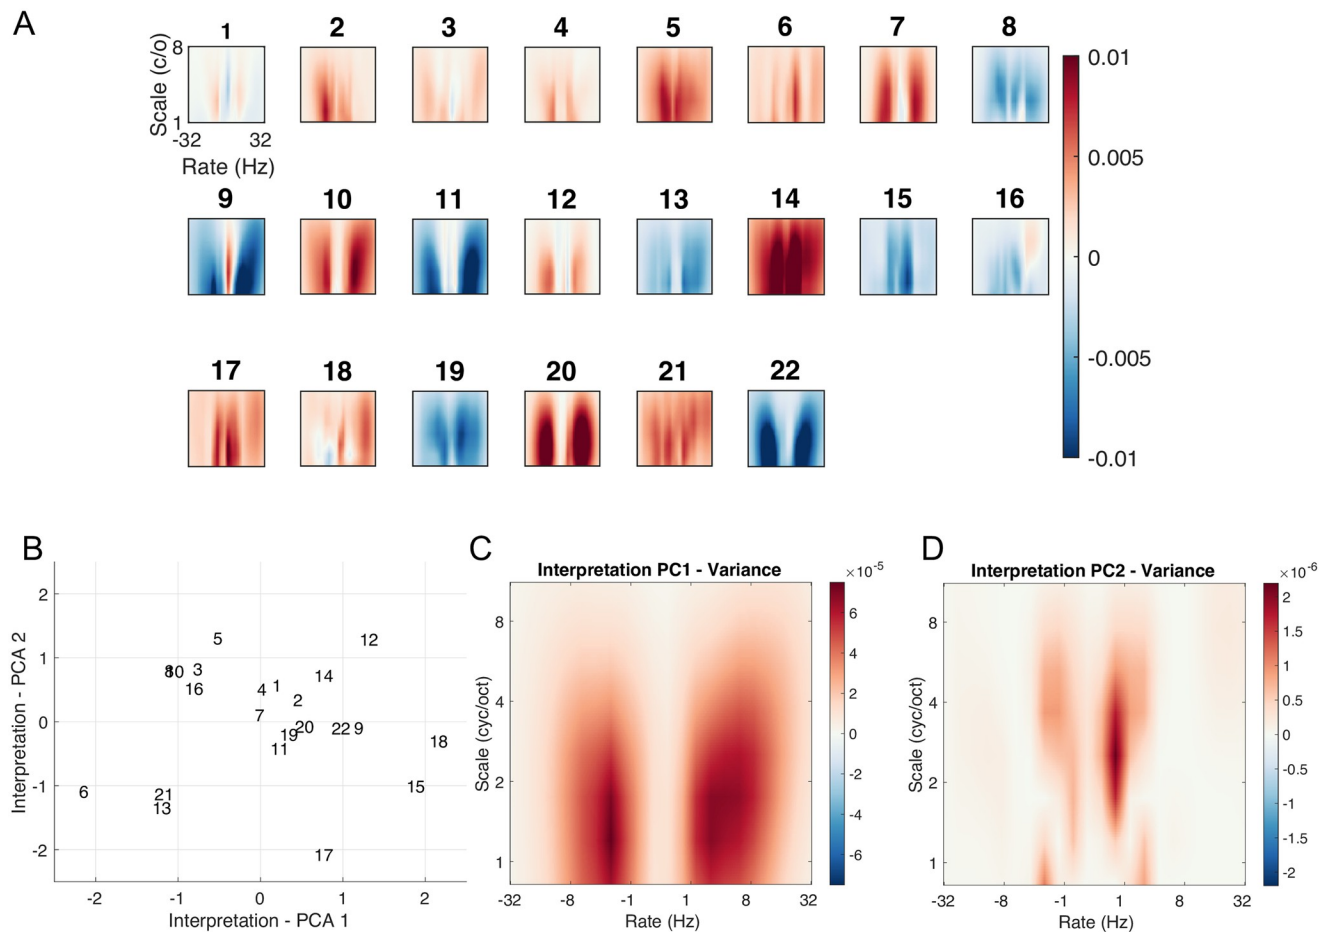 A
1 2 3 4 5 6 7 8
Scale (c/o)
8
1
-32 32
Rate (Hz)
9 10 11 12 13 14 15 16
17 18 19 20 21 22
0.01
0.005
0
-0.005
-0.01
B
Interpretation - PCA 2
2
1
0
-1
-2
5 12
8 10 3
16 4 1 14
2
7
20 22 9
19
11 18
6 21 15
13
17
-2 -1 0 1 2
Interpretation - PCA 1
C
Interpretation PC1 - Variance
×10-5
Scale (cyc/oct)
8
4
2
1
-32 -8 -1 1 8 32
Rate (Hz)
6
4
2
0
-2
-4
-6
D
Interpretation PC2 - Variance
×10-6
Scale (cyc/oct)
8
4
2
1
-32 -8 -1 1 8 32
Rate (Hz)
2
1.5
1
0.5
0
-0.5
-1
-1.5
-2